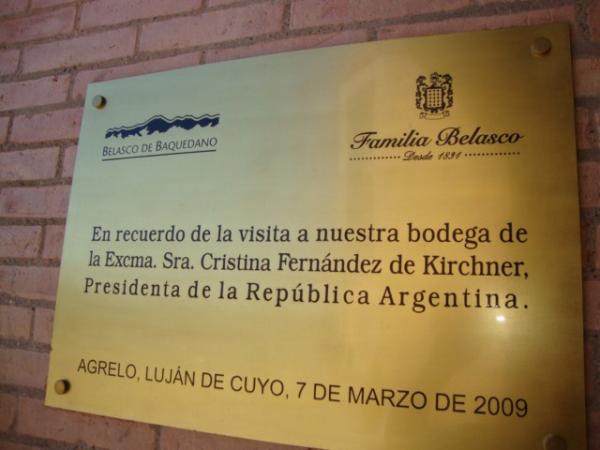 BELASCO DE BAQUEDANO
Familia Belasco
Desde 1831
En recuerdo de la visita a nuestra bodega de
la Excma. Sra. Cristina Fernández de Kirchner,
Presidenta de la República Argentina.
AGRELO, LUJÁN DE CUYO, 7 DE MARZO DE 2009